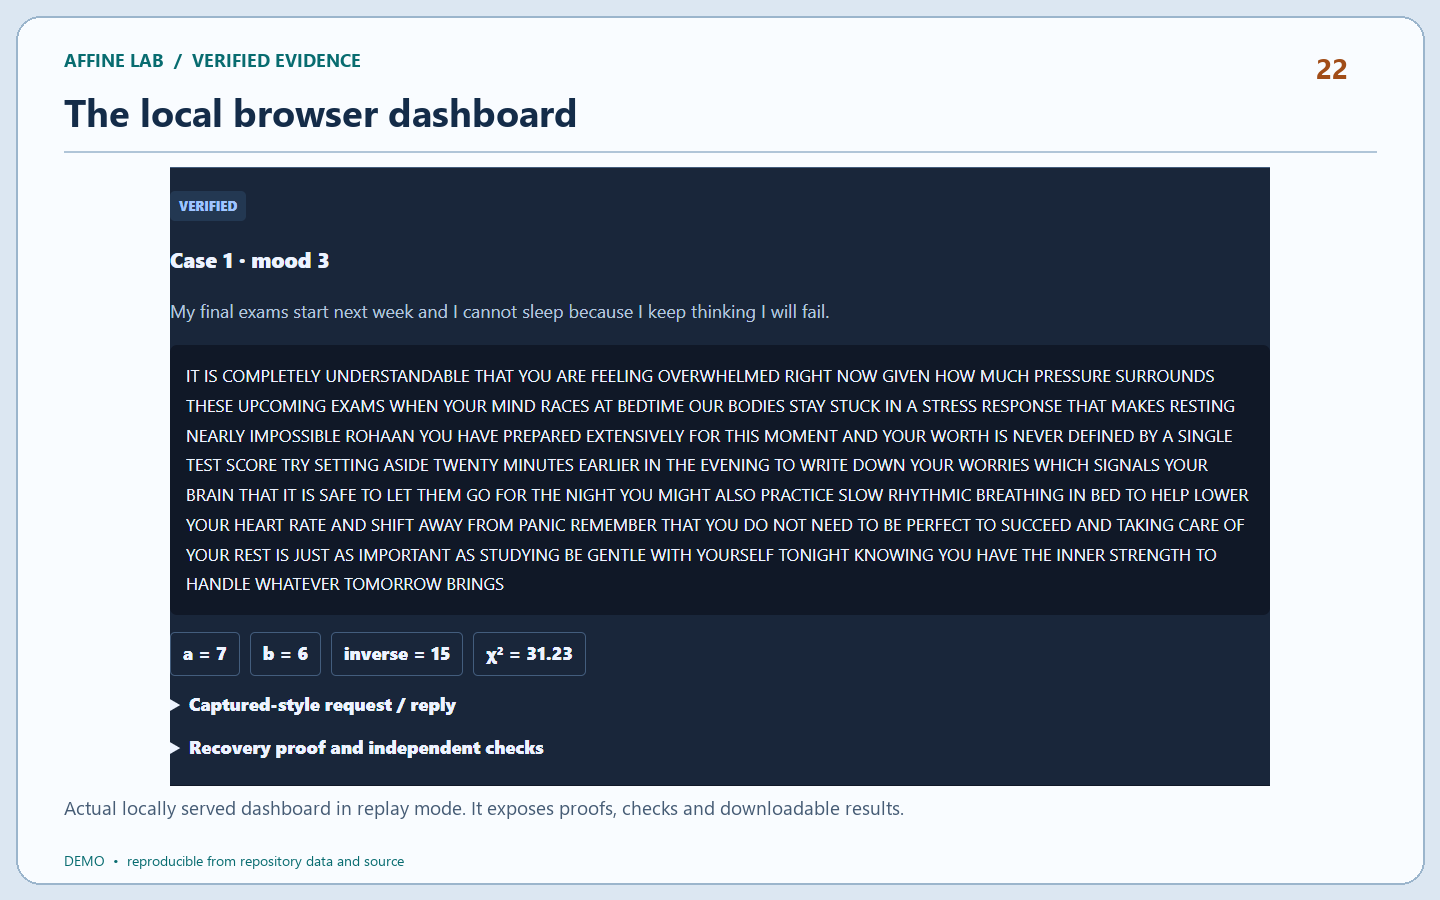 AFFINE LAB / VERIFIED EVIDENCE
22
The local browser dashboard
VERIFIED
Case 1 · mood 3
My final exams start next week and I cannot sleep because I keep thinking I will fail.
IT IS COMPLETELY UNDERSTANDABLE THAT YOU ARE FEELING OVERWHELMED RIGHT NOW GIVEN HOW MUCH PRESSURE SURROUNDS
THESE UPCOMING EXAMS WHEN YOUR MIND RACES AT BEDTIME OUR BODIES STAY STUCK IN A STRESS RESPONSE THAT MAKES RESTING
NEARLY IMPOSSIBLE ROHAAN YOU HAVE PREPARED EXTENSIVELY FOR THIS MOMENT AND YOUR WORTH IS NEVER DEFINED BY A SINGLE
TEST SCORE TRY SETTING ASIDE TWENTY MINUTES EARLIER IN THE EVENING TO WRITE DOWN YOUR WORRIES WHICH SIGNALS YOUR
BRAIN THAT IT IS SAFE TO LET THEM GO FOR THE NIGHT YOU MIGHT ALSO PRACTICE SLOW RHYTHMIC BREATHING IN BED TO HELP LOWER
YOUR HEART RATE AND SHIFT AWAY FROM PANIC REMEMBER THAT YOU DO NOT NEED TO BE PERFECT TO SUCCEED AND TAKING CARE OF
YOUR REST IS JUST AS IMPORTANT AS STUDYING BE GENTLE WITH YOURSELF TONIGHT KNOWING YOU HAVE THE INNER STRENGTH TO
HANDLE WHATEVER TOMORROW BRINGS
a = 7 b = 6 inverse = 15 χ² = 31.23
Captured-style request / reply
Recovery proof and independent checks
Actual locally served dashboard in replay mode. It exposes proofs, checks and downloadable results.
DEMO • reproducible from repository data and source